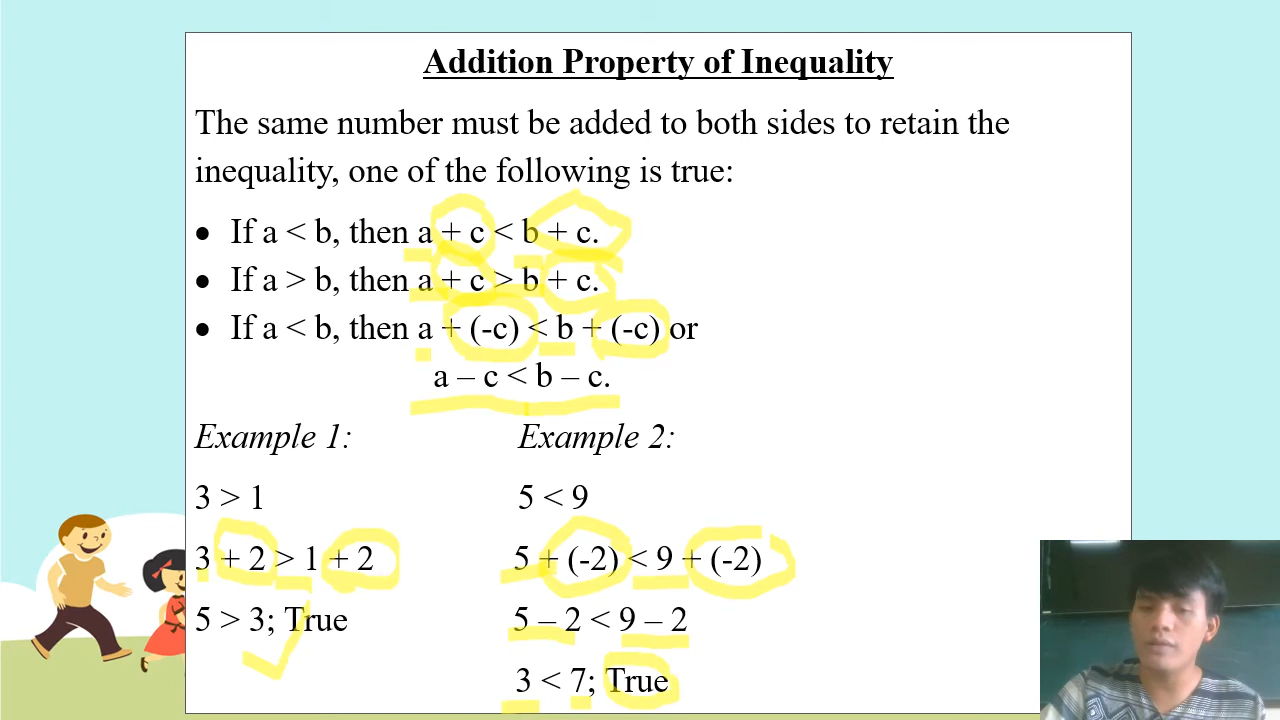 Addition Property of Inequality
The same number must be added to both sides to retain the
inequality, one of the following is true:
• If a < b, then a + c < b + c.
• If a > b, then a + c > b + c.
• If a < b, then a + (-c) < b + (-c) or
a – c < b – c.
Example 1:
3 > 1
3 + 2 > 1 + 2
5 > 3; True
Example 2:
5 < 9
5 + (-2) < 9 + (-2)
5 – 2 < 9 – 2
3 < 7; True